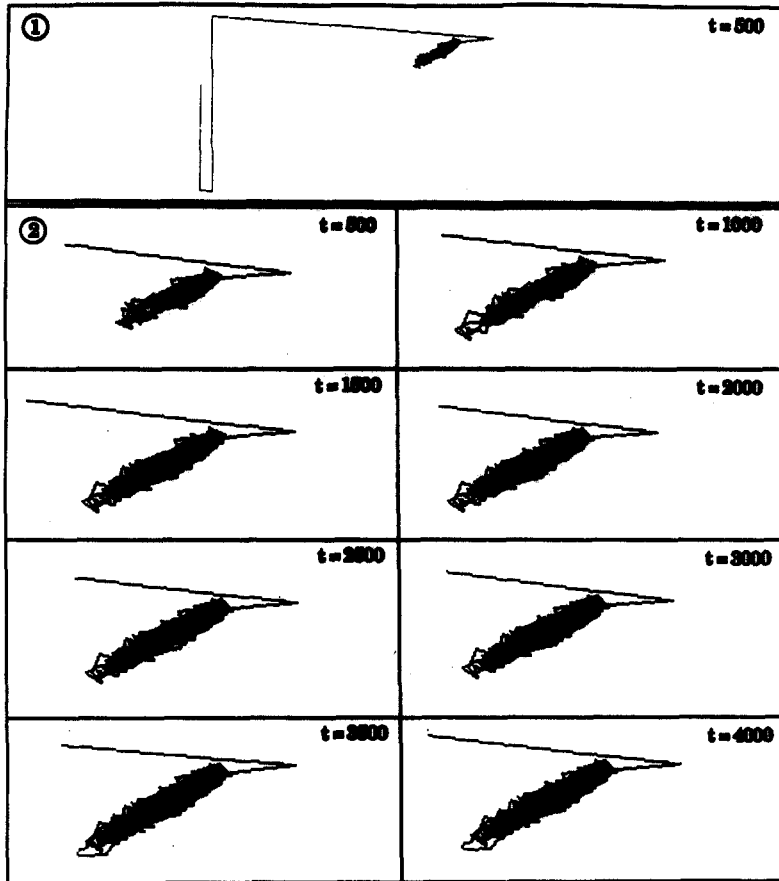 ① t = 500
② t = 500
t = 1000
t = 1500
t = 2000
t = 2500
t = 3000
t = 3500
t = 4000